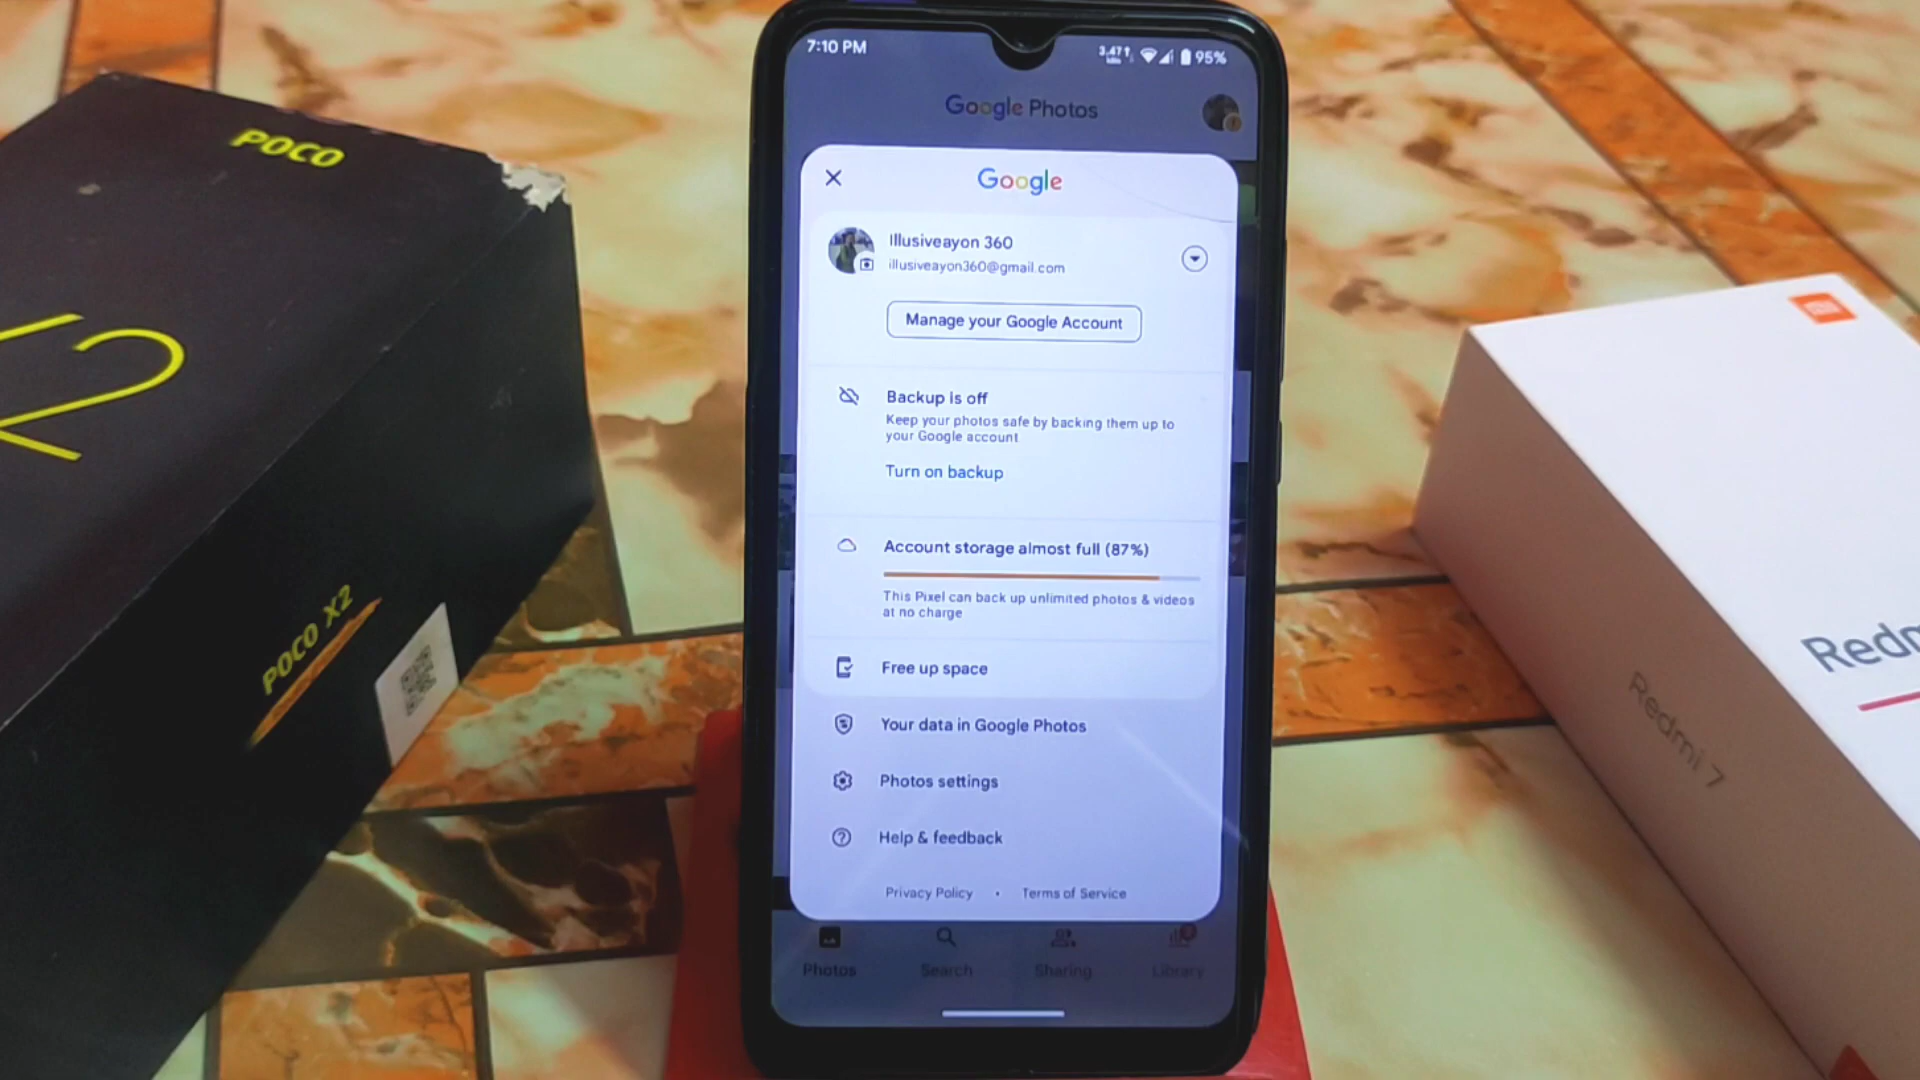 POCO
X2
POCO X2
7:10 PM
95%
Google Photos
Google
Illusiveayon 360
illusiveayon360@gmail.com
Manage your Google Account
Backup is off
Keep your photos safe by backing them up to
your Google account
Turn on backup
Account storage almost full (87%)
This Pixel can back up unlimited photos & videos
at no charge
Free up space
Your data in Google Photos
Photos settings
Help & feedback
Privacy Policy • Terms of Service
Photos Search Sharing Library
Redmi 7